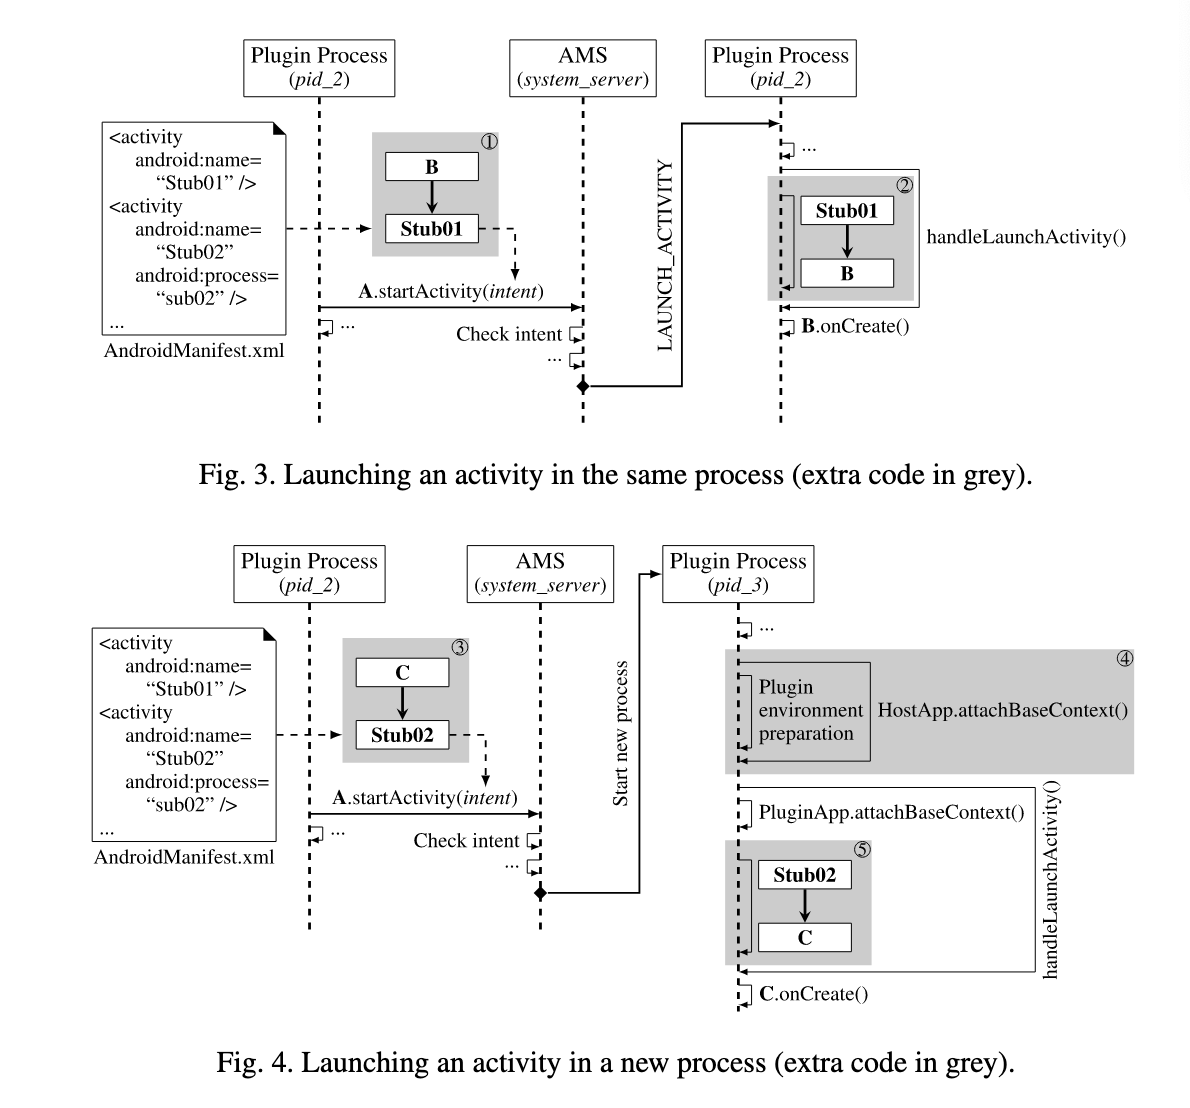 Plugin Process
(pid_2)
AMS
(system_server)
Plugin Process
(pid_2)
<activity
android:name=
“Stub01” />
<activity
android:name=
“Stub02”
android:process=
“sub02” />
...
AndroidManifest.xml
①
B
Stub01
A.startActivity(intent)
...
Check intent
...
LAUNCH_ACTIVITY
...
②
Stub01
B
handleLaunchActivity()
B.onCreate()
Fig. 3. Launching an activity in the same process (extra code in grey).
Plugin Process
(pid_2)
AMS
(system_server)
Plugin Process
(pid_3)
<activity
android:name=
“Stub01” />
<activity
android:name=
“Stub02”
android:process=
“sub02” />
...
AndroidManifest.xml
③
C
Stub02
A.startActivity(intent)
...
Check intent
...
Start new process
...
④
Plugin
environment
preparation
HostApp.attachBaseContext()
PluginApp.attachBaseContext()
⑤
Stub02
C
handleLaunchActivity()
C.onCreate()
Fig. 4. Launching an activity in a new process (extra code in grey).